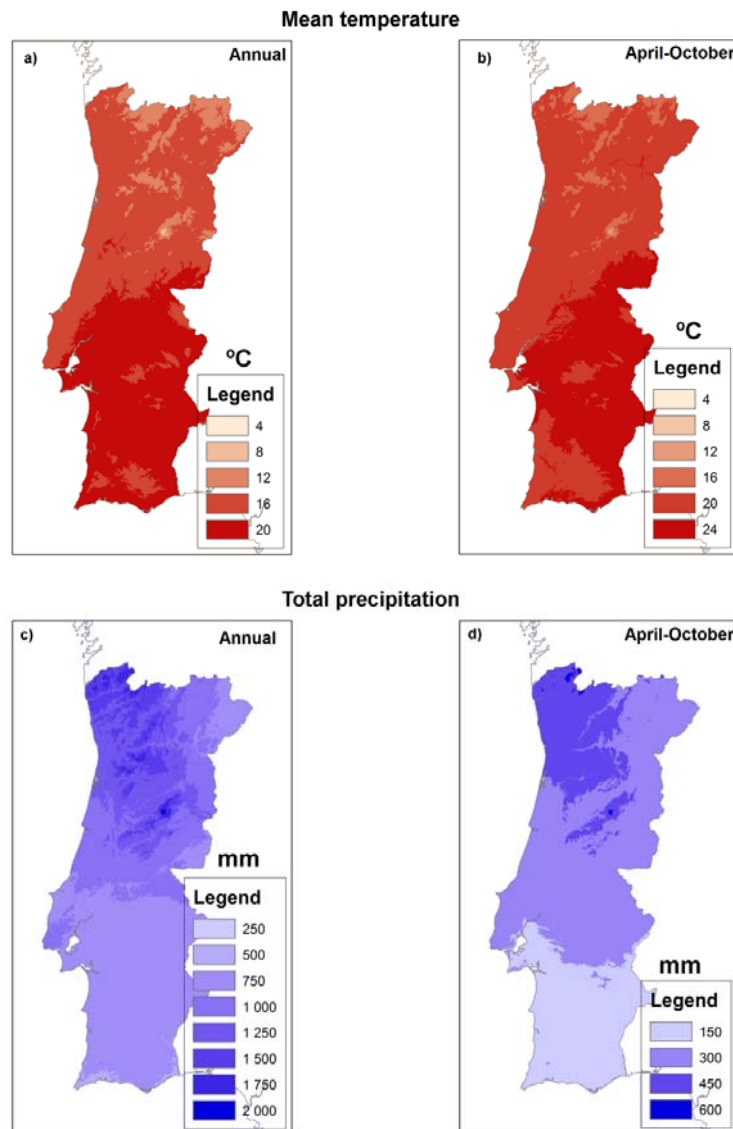 Mean temperature
a)
Annual
ºC
Legend
4
8
12
16
20
b)
April-October
ºC
Legend
4
8
12
16
20
24
Total precipitation
c)
Annual
mm
Legend
250
500
750
1 000
1 250
1 500
1 750
2 000
d)
April-October
mm
Legend
150
300
450
600